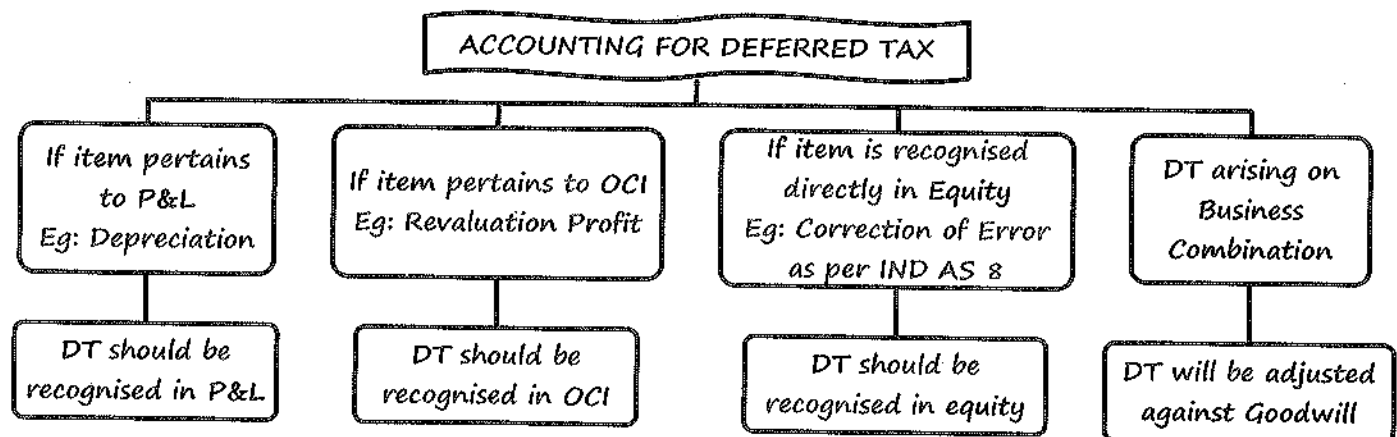 ACCOUNTING FOR DEFERRED TAX
If item pertains
to P&L
Eg: Depreciation
If item pertains to OCI
Eg: Revaluation Profit
If item is recognised
directly in Equity
Eg: Correction of Error
as per IND AS 8
DT arising on
Business
Combination
DT should be
recognised in P&L
DT should be
recognised in OCI
DT should be
recognised in equity
DT will be adjusted
against Goodwill